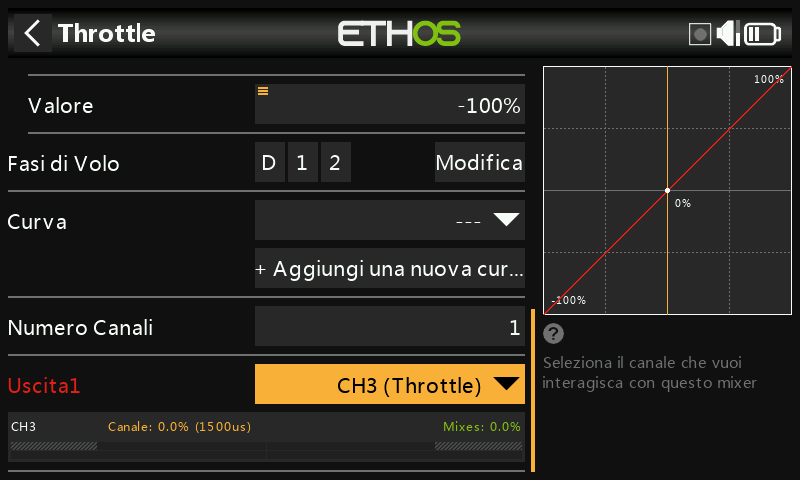 Throttle
ETHOS
Valore
-100%
Fasi di Volo
D 1 2
Modifica
Curva
---
+ Aggiungi una nuova cur...
Numero Canali
1
Uscita1
CH3 (Throttle)
CH3
Canale: 0.0% (1500us)
Mixes: 0.0%
100%
0%
-100%
?
Seleziona il canale che vuoi
interagisca con questo mixer